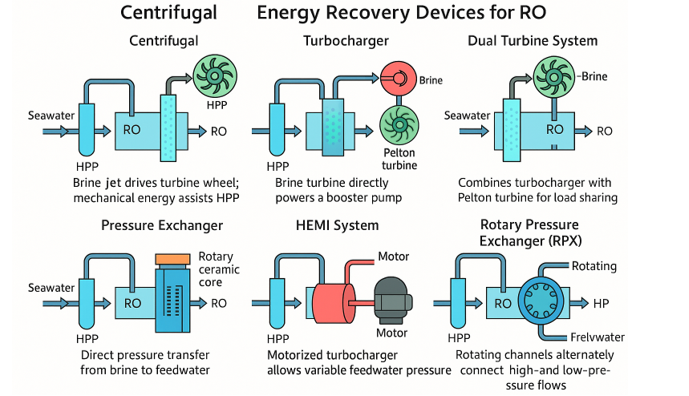 Centrifugal Energy Recovery Devices for RO
Centrifugal
HPP
Seawater
RO
RO
HPP
Brine jet drives turbine wheel;
mechanical energy assists HPP
Turbocharger
Brine
Pelton
turbine
HPP
Brine turbine directly
powers a booster pump
Dual Turbine System
Brine
Seawater
RO
RO
Combines turbocharger with
Pelton turbine for load sharing
Pressure Exchanger
Rotary
ceramic
core
Seawater
RO
RO
HPP
Direct pressure transfer
from brine to feedwater
HEMI System
Motor
Motor
HPP
Motorized turbocharger
allows variable feedwater pressure
Rotary Pressure
Exchanger (RPX)
Rotating
RO
HP
Frelvwater
HPP
Rotating channels alternately
connect high-and low-pre-
ssure flows